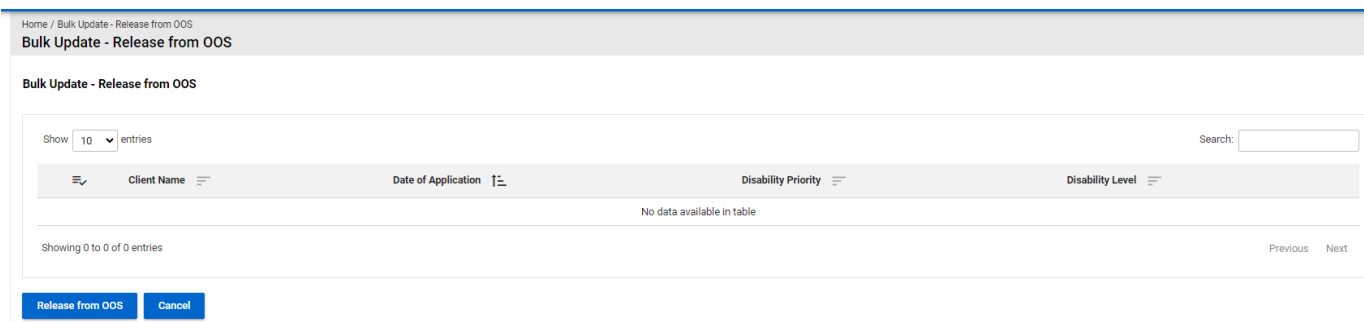 Home / Bulk Update - Release from OOS
Bulk Update - Release from OOS
Bulk Update - Release from OOS
Show 10 entries Search:
Client Name Date of Application Disability Priority Disability Level
No data available in table
Showing 0 to 0 of 0 entries Previous Next
Release from OOS Cancel